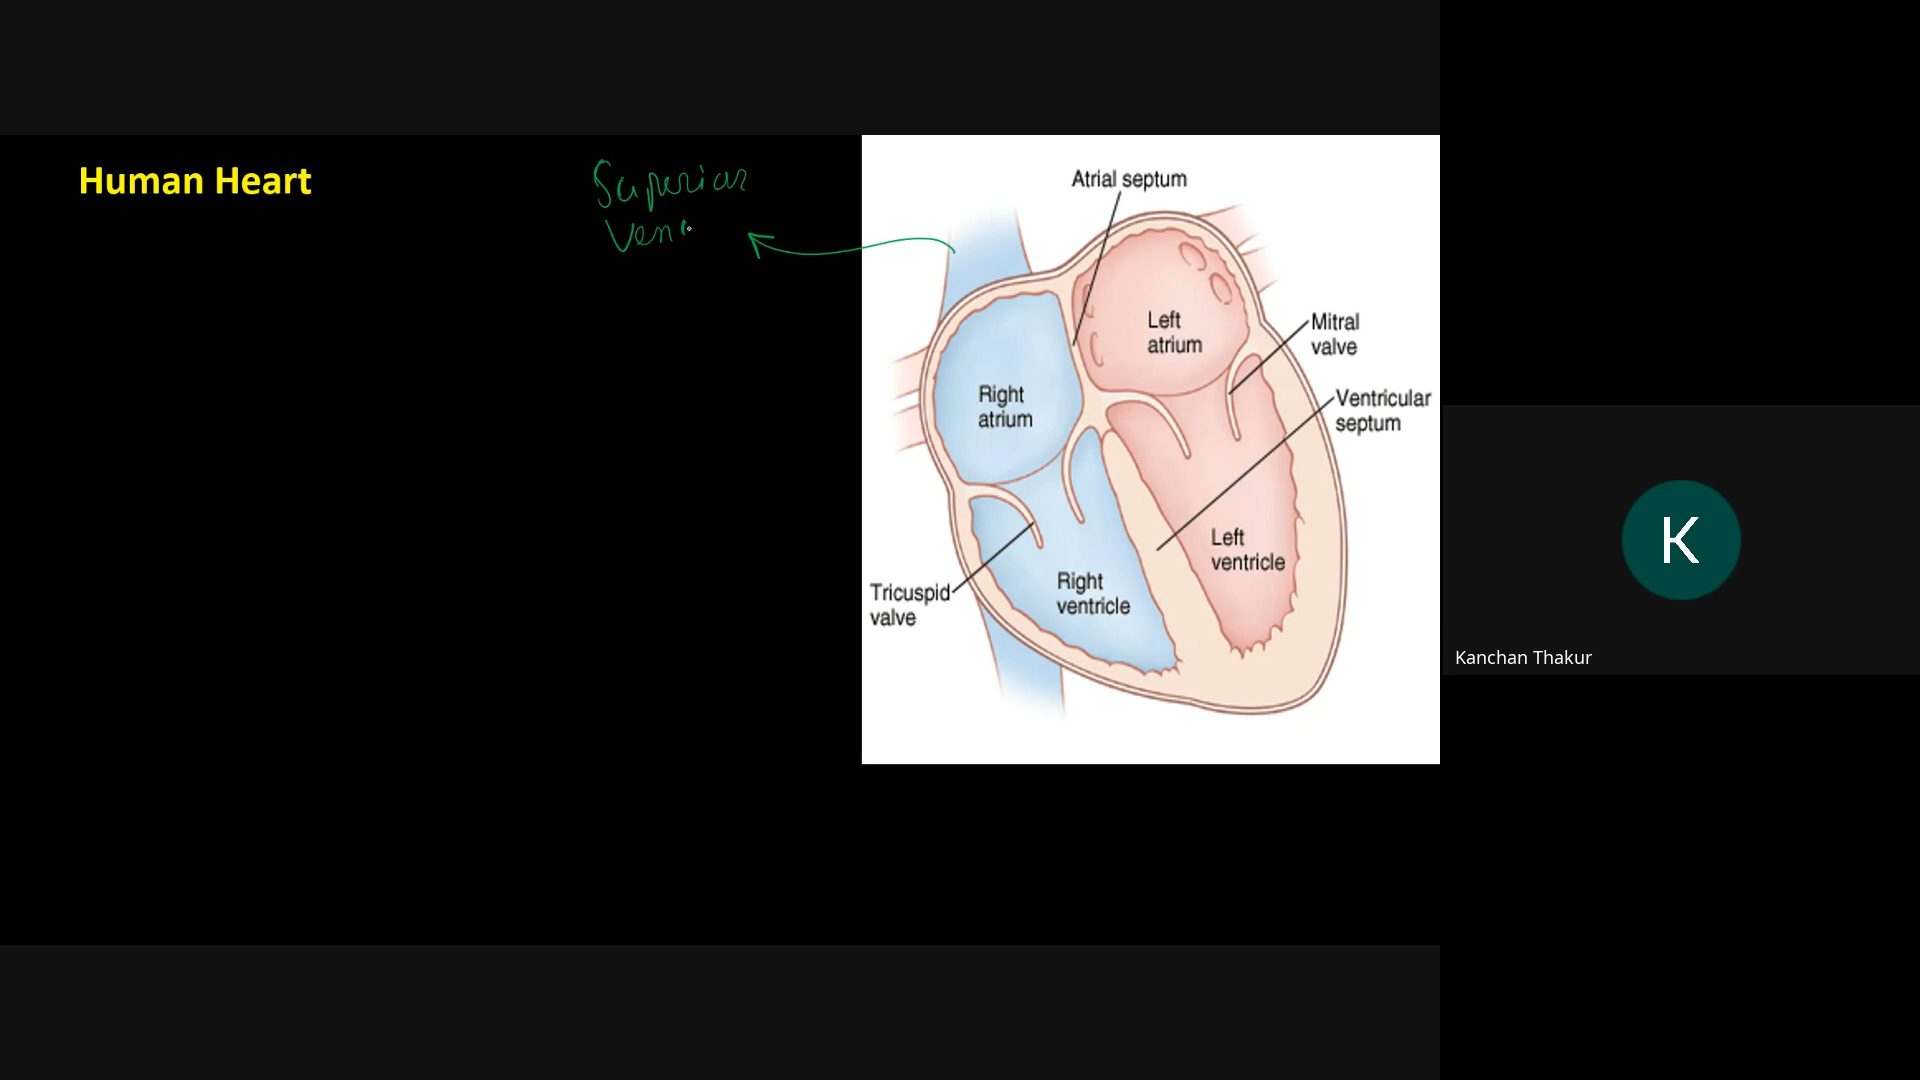 Human Heart
Superior
Vena
Atrial septum
Left
atrium
Mitral
valve
Right
atrium
Ventricular
septum
Left
ventricle
Right
ventricle
Tricuspid
valve
K
Kanchan Thakur